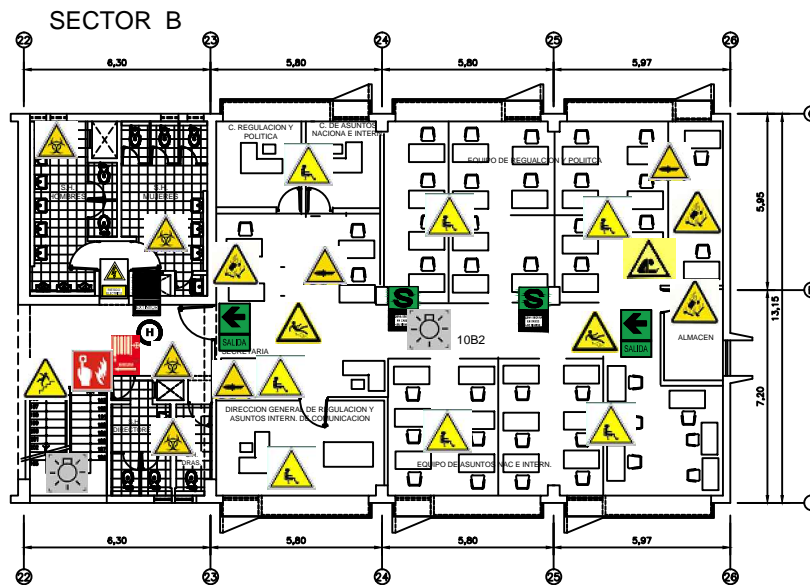 SECTOR B
22
23
24
25
26
6,30
5,80
5,80
5,97
C. REGULACION Y
POLITICA
C. DE ASUNTOS
NACIONA E INTERN.
EQUIPO DE REGUALCION Y POLIITCA
S.H.
HOMBRES
S.H.
MUJERES
5,95
13,15
7,20
H
S
S
SALIDA
SALIDA
10B2
ALMACEN
SECRETARIA
DIRECCION GENERAL DE REGULACION Y
ASUNTOS INTERN. DE COMUNICACION
DIRECTORE
EQUIPO DE ASUNTOS NAC E INTERN.
6,30
5,80
5,80
5,97
22
23
24
25
26